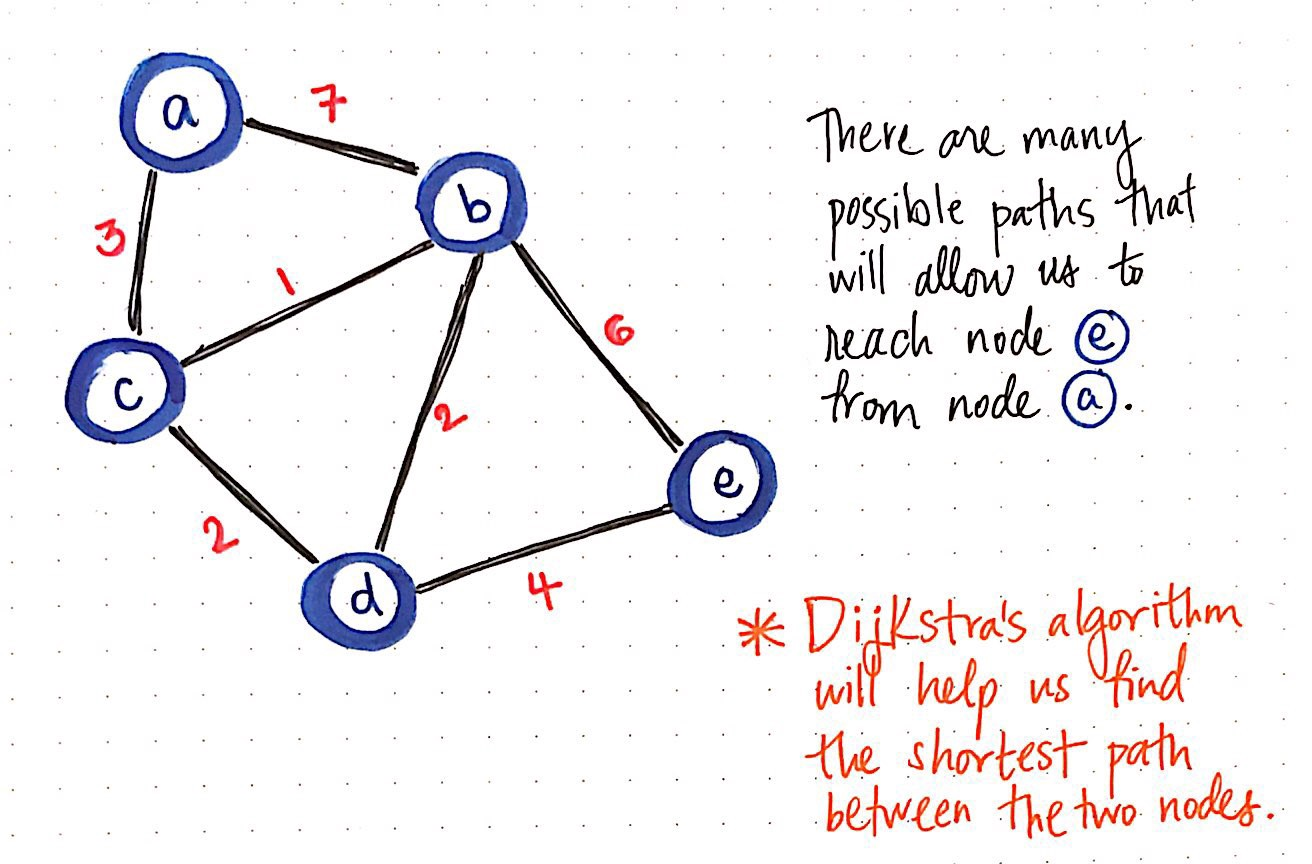 a
7
b
3
1
6
c
2
e
2
d
4
There are many
possible paths that
will allow us to
reach node e
from node a.
* Dijkstra's algorithm
will help us find
the shortest path
between the two nodes.